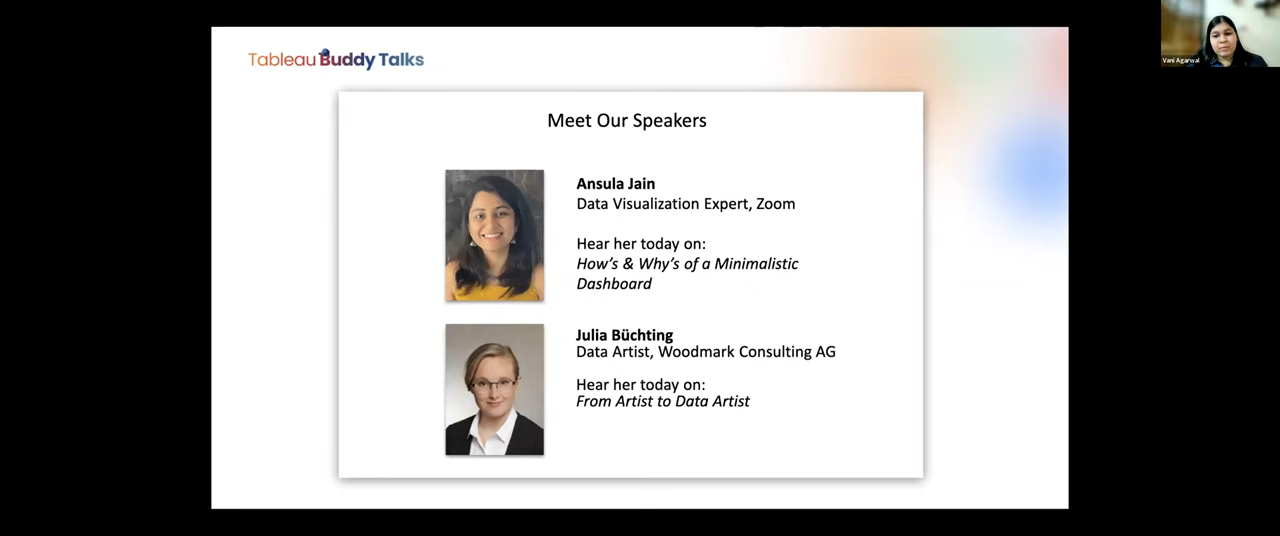 Tableau Buddy Talks
Vani Agarwal
Meet Our Speakers
Ansula Jain
Data Visualization Expert, Zoom
Hear her today on:
How's & Why's of a Minimalistic
Dashboard
Julia Büchting
Data Artist, Woodmark Consulting AG
Hear her today on:
From Artist to Data Artist